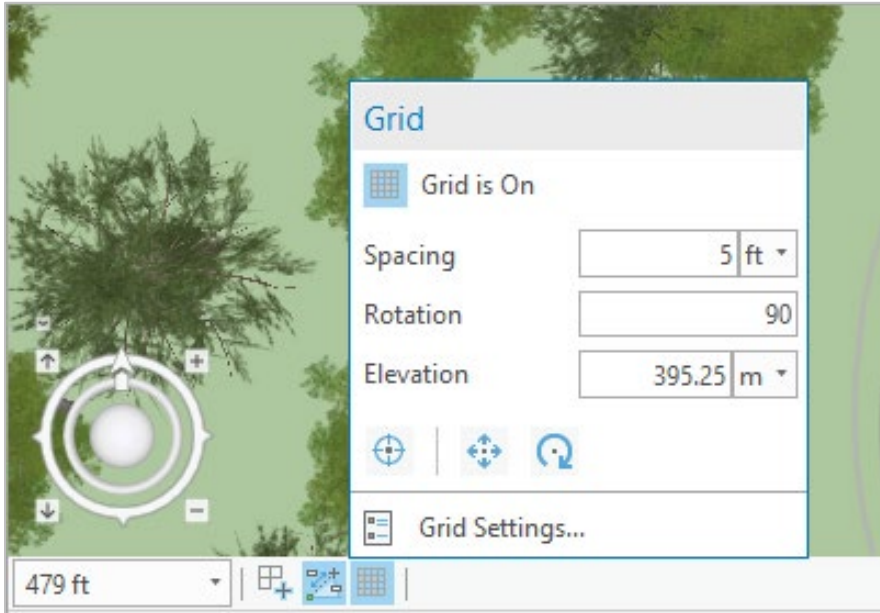 Grid
Grid is On
Spacing 5 ft
Rotation 90
Elevation 395.25 m
Grid Settings...
479 ft